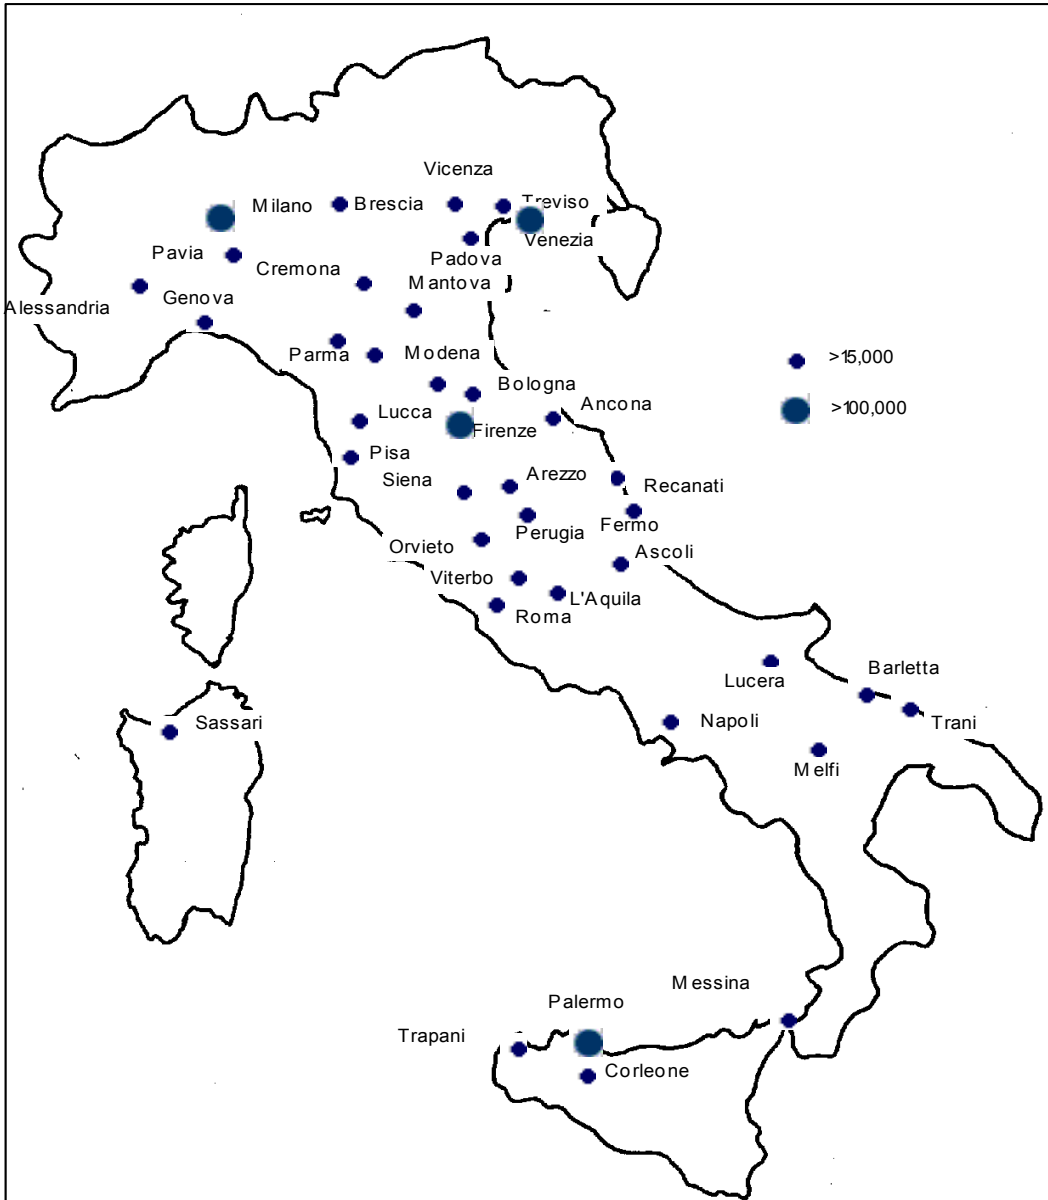 Vicenza
Milano
Brescia
Treviso
Venezia
Pavia
Padova
Cremona
Mantova
Alessandria
Genova
Parma
Modena
>15,000
Bologna
>100,000
Lucca
Ancona
Firenze
Pisa
Siena
Arezzo
Recanati
Fermo
Perugia
Orvieto
Ascoli
Viterbo
L'Aquila
Roma
Barletta
Lucera
Sassari
Napoli
Trani
Melfi
Messina
Palermo
Trapani
Corleone